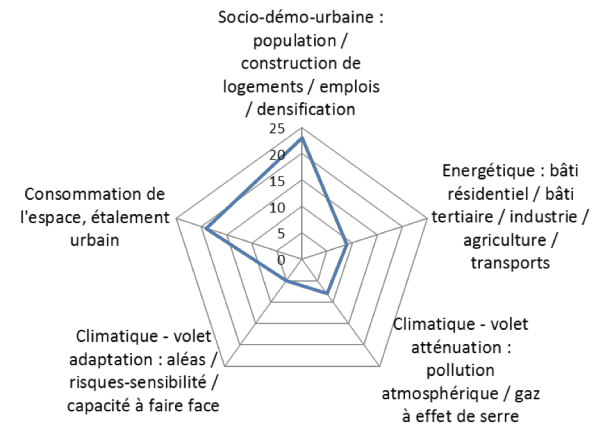 Socio-démo-urbaine :
population /
construction de
logements / emplois
/ densification
25
20
15
10
5
0
Energétique : bâti
résidentiel / bâti
tertiaire / industrie /
agriculture /
transports
Climatique - volet
atténuation :
pollution
atmosphérique / gaz
à effet de serre
Climatique - volet
adaptation : aléas /
risques-sensibilité /
capacité à faire face
Consommation de
l'espace, étalement
urbain